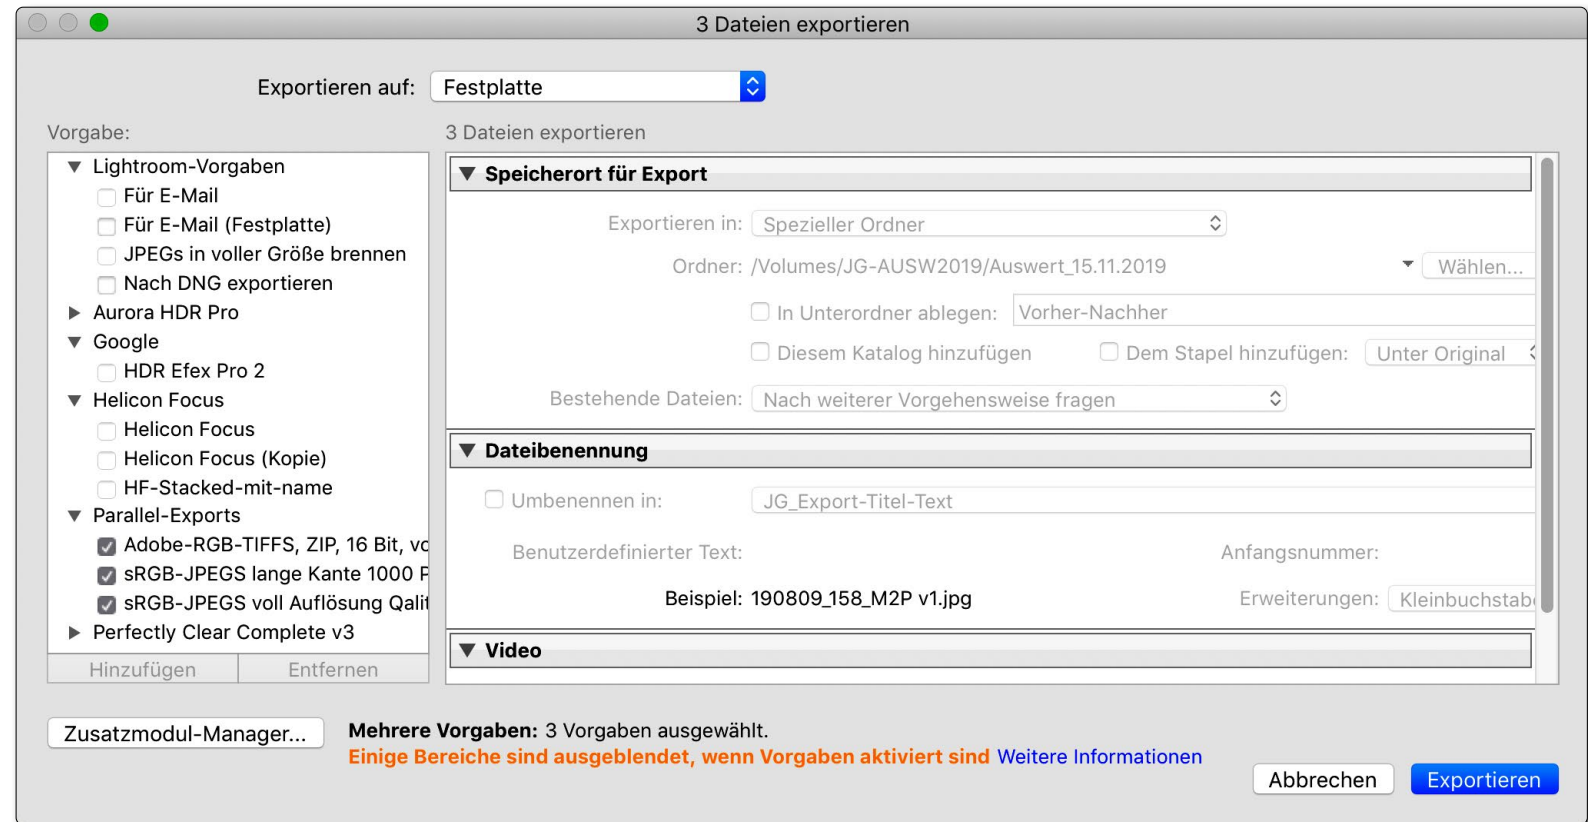 3 Dateien exportieren
Exportieren auf: Festplatte
Vorgabe:
Lightroom-Vorgaben
Für E-Mail
Für E-Mail (Festplatte)
JPEGs in voller Größe brennen
Nach DNG exportieren
Aurora HDR Pro
Google
HDR Efex Pro 2
Helicon Focus
Helicon Focus
Helicon Focus (Kopie)
HF-Stacked-mit-name
Parallel-Exports
Adobe-RGB-TIFFS, ZIP, 16 Bit, vo
sRGB-JPEGS lange Kante 1000 P
sRGB-JPEGS voll Auflösung Qali
Perfectly Clear Complete v3
Hinzufügen Entfernen
3 Dateien exportieren
Speicherort für Export
Exportieren in: Spezieller Ordner
Ordner: /Volumes/JG-AUSW2019/Auswert_15.11.2019 Wählen...
In Unterordner ablegen: Vorher-Nachher
Diesem Katalog hinzufügen Dem Stapel hinzufügen: Unter Original
Bestehende Dateien: Nach weiterer Vorgehensweise fragen
Dateibenennung
Umbenennen in: JG_Export-Titel-Text
Benutzerdefinierter Text: Anfangsnummer:
Beispiel: 190809_158_M2P v1.jpg Erweiterungen: Kleinbuchstabe
Video
Zusatzmodul-Manager...
Mehrere Vorgaben: 3 Vorgaben ausgewählt.
Einige Bereiche sind ausgeblendet, wenn Vorgaben aktiviert sind Weitere Informationen
Abbrechen Exportieren